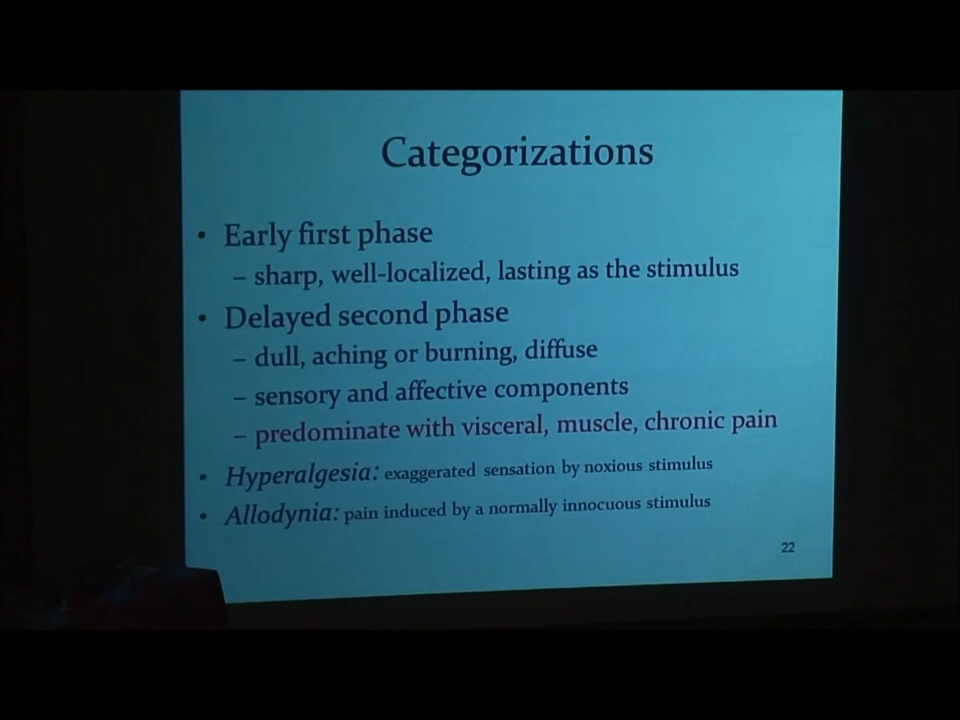 Categorizations
• Early first phase
– sharp, well-localized, lasting as the stimulus
• Delayed second phase
– dull, aching or burning, diffuse
– sensory and affective components
– predominate with visceral, muscle, chronic pain
• Hyperalgesia: exaggerated sensation by noxious stimulus
• Allodynia: pain induced by a normally innocuous stimulus
22